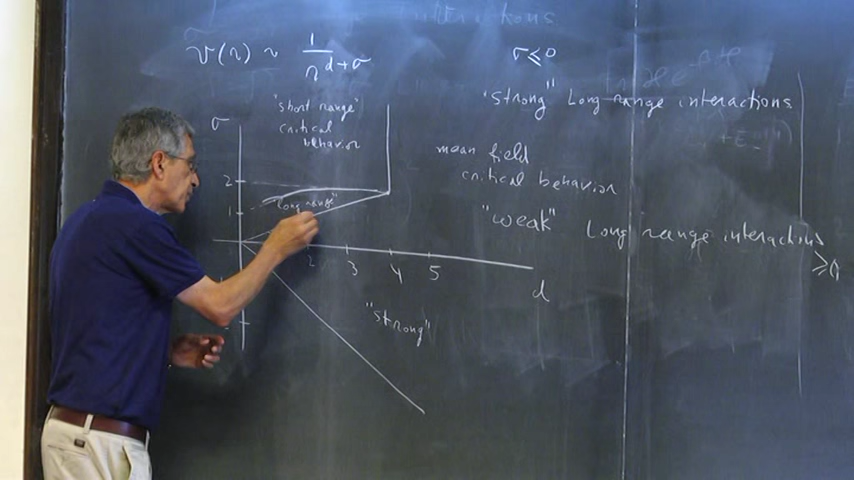 v(r) ~ 1/r^{d+σ}
σ≤0
"short range"
critical
behavior
"strong" Long range interactions
mean field
critical behavior
"weak" Long range interactions
≥0
σ
2
1
"long range"
2 3 4 5
d
"strong"